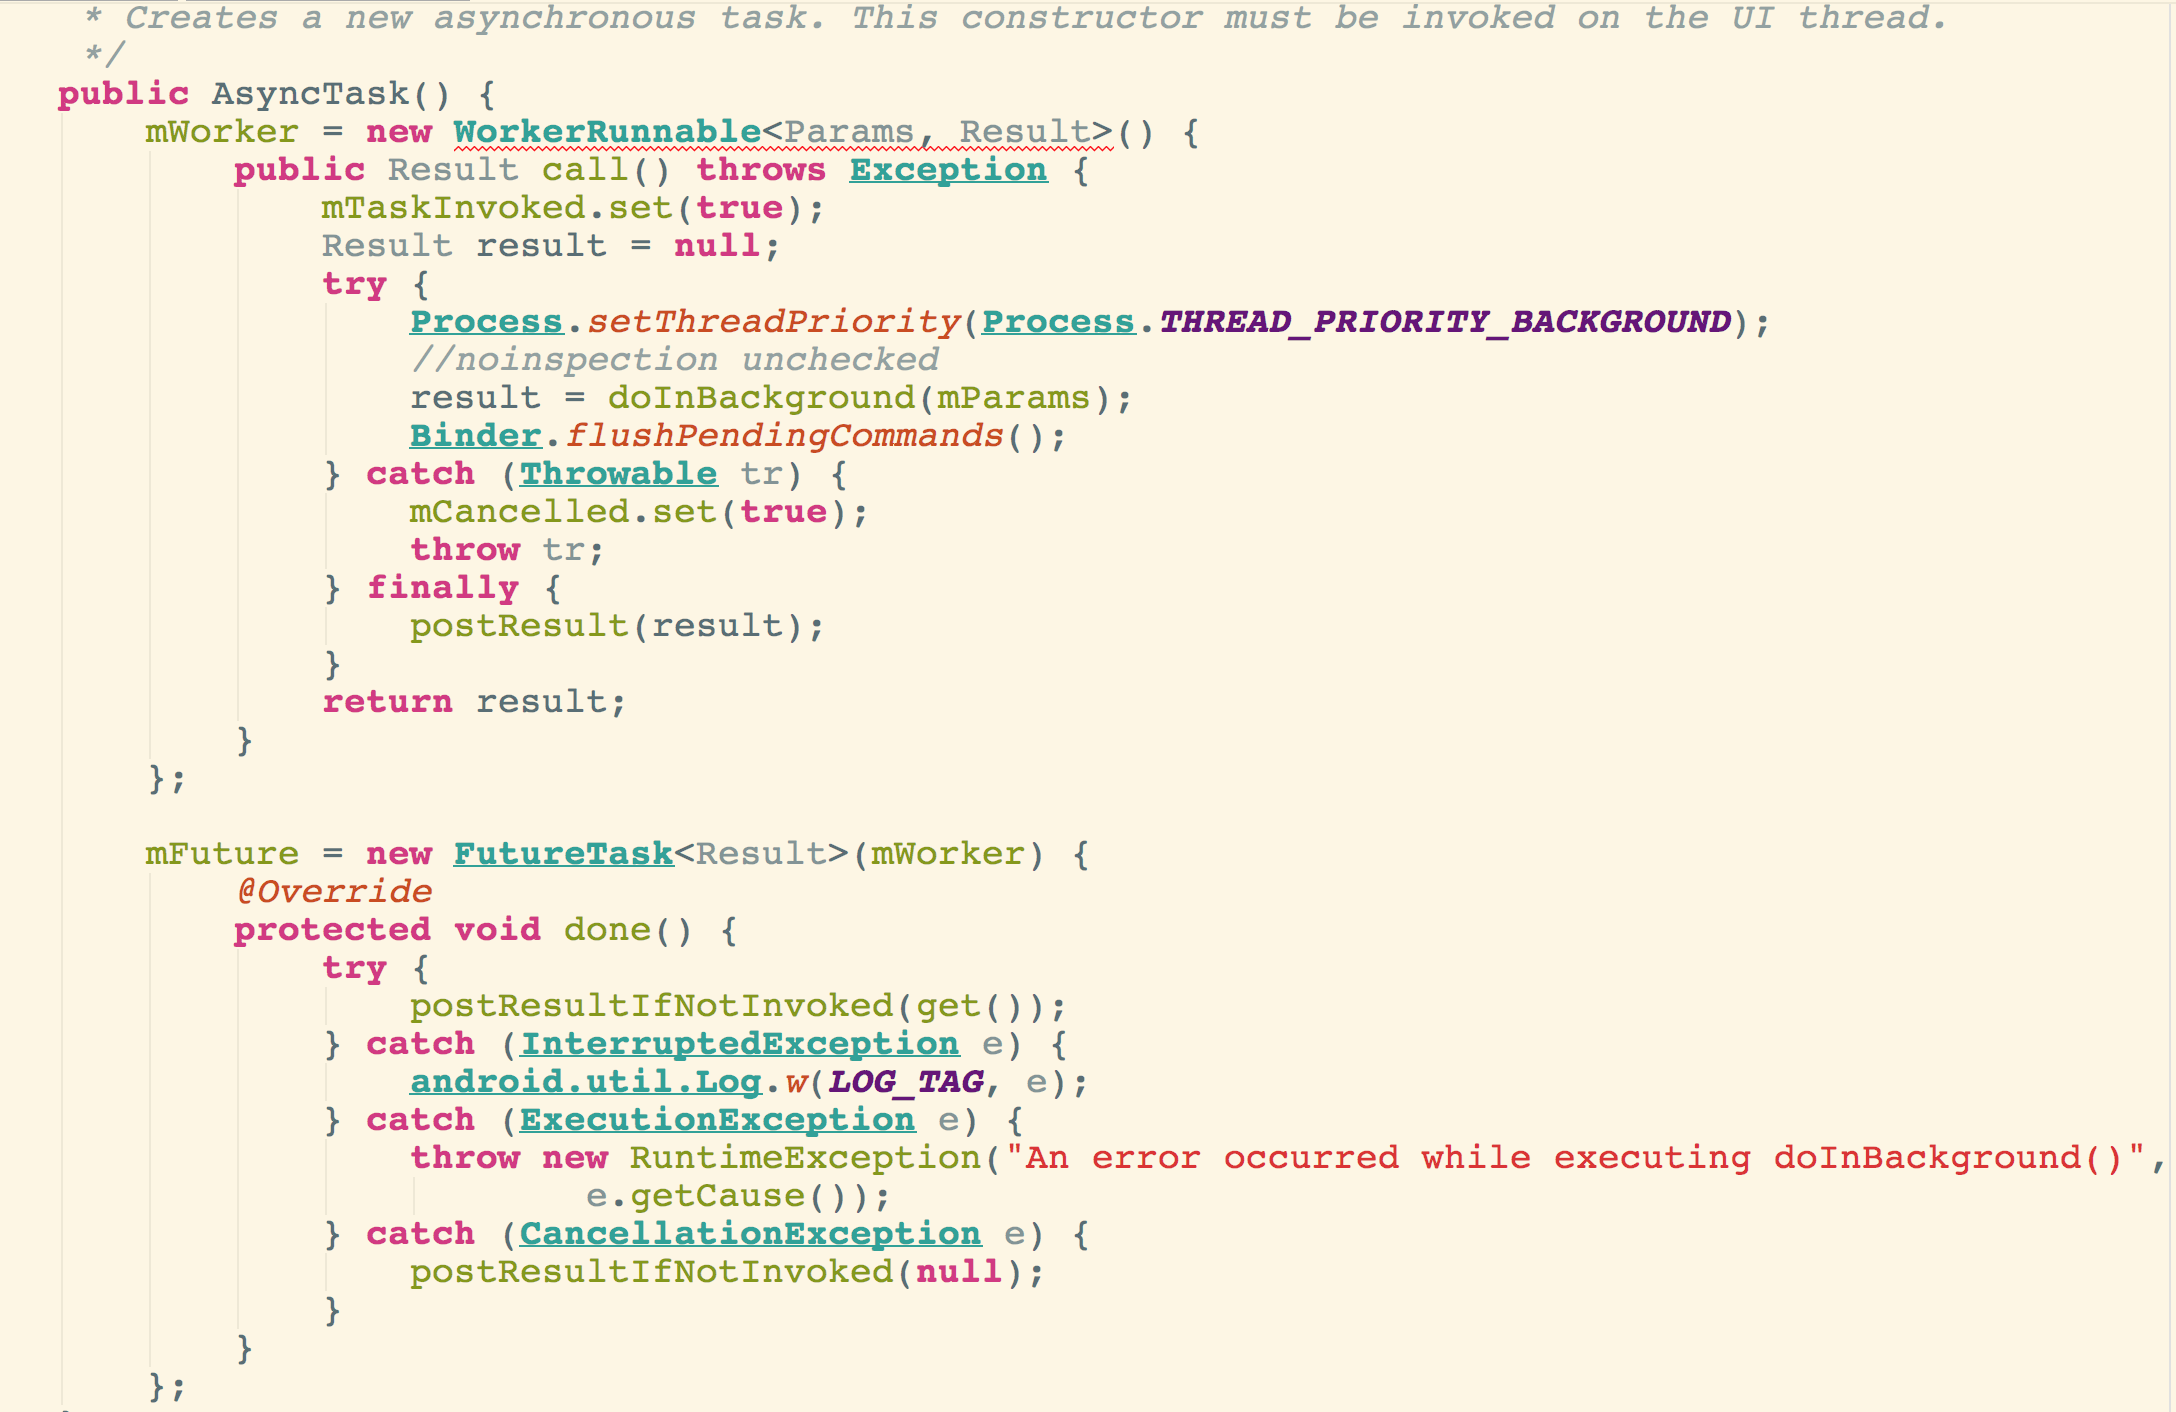 * Creates a new asynchronous task. This constructor must be invoked on the UI thread.
*/
public AsyncTask() {
mWorker = new WorkerRunnable<Params, Result>() {
public Result call() throws Exception {
mTaskInvoked.set(true);
Result result = null;
try {
Process.setThreadPriority(Process.THREAD_PRIORITY_BACKGROUND);
//noinspection unchecked
result = doInBackground(mParams);
Binder.flushPendingCommands();
} catch (Throwable tr) {
mCancelled.set(true);
throw tr;
} finally {
postResult(result);
}
return result;
}
};
mFuture = new FutureTask<Result>(mWorker) {
@Override
protected void done() {
try {
postResultIfNotInvoked(get());
} catch (InterruptedException e) {
android.util.Log.w(LOG_TAG, e);
} catch (ExecutionException e) {
throw new RuntimeException("An error occurred while executing doInBackground()",
e.getCause());
} catch (CancellationException e) {
postResultIfNotInvoked(null);
}
}
};